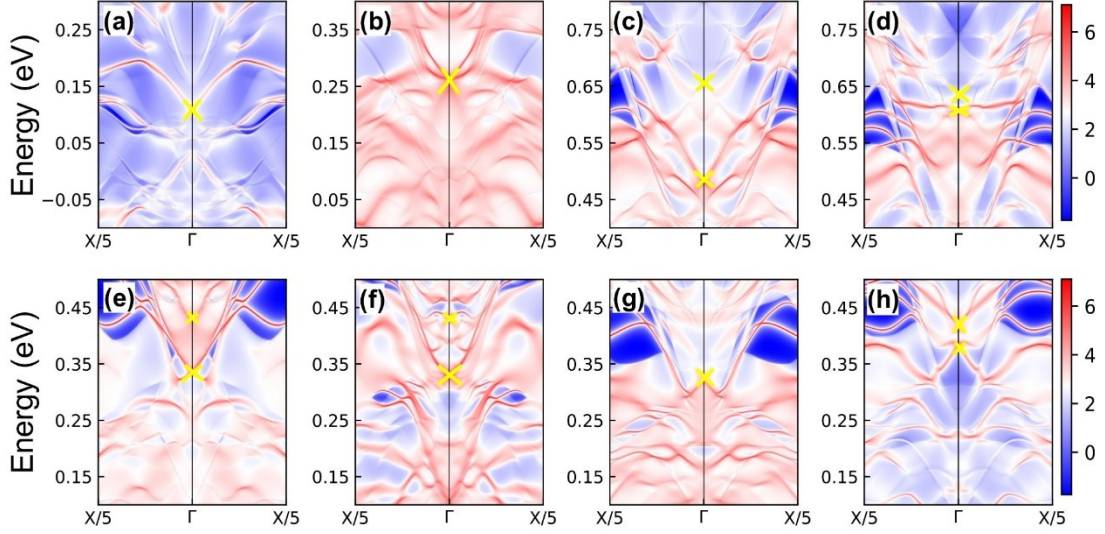 (a) (b) (c) (d)
Energy (eV)
0.25 0.35 0.75 0.75 6
0.15 0.25 0.65 0.65 4
0.05 0.15 0.55 0.55 2
−0.05 0.05 0.45 0.45 0
X/5 Γ X/5 X/5 Γ X/5 X/5 Γ X/5 X/5 Γ X/5
(e) (f) (g) (h)
Energy (eV)
0.45 0.45 0.45 0.45 6
0.35 0.35 0.35 0.35 4
0.25 0.25 0.25 0.25 2
0.15 0.15 0.15 0.15 0
X/5 Γ X/5 X/5 Γ X/5 X/5 Γ X/5 X/5 Γ X/5